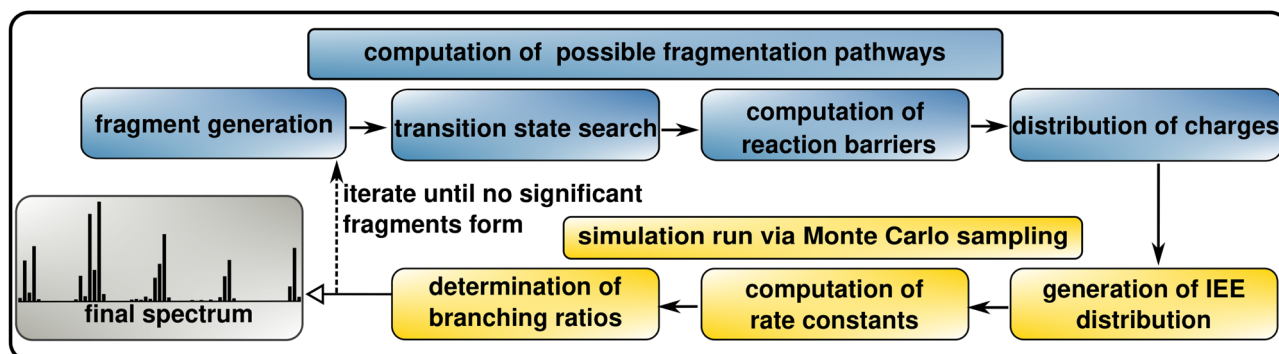 computation of possible fragmentation pathways
fragment generation
transition state search
computation of
reaction barriers
distribution of charges
iterate until no significant
fragments form
simulation run via Monte Carlo sampling
generation of IEE
distribution
computation of
rate constants
determination of
branching ratios
final spectrum